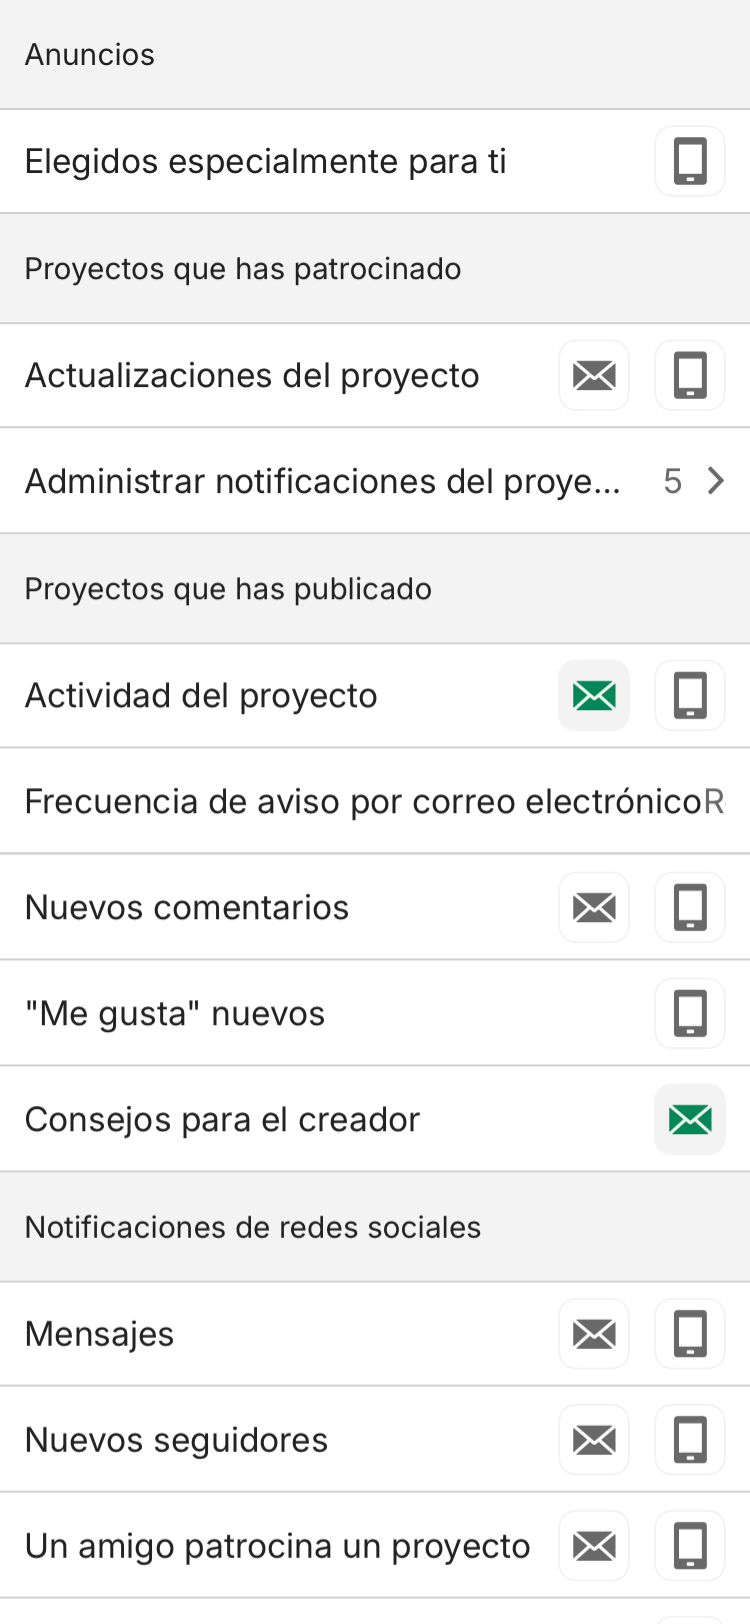 Anuncios
Elegidos especialmente para ti
Proyectos que has patrocinado
Actualizaciones del proyecto
Administrar notificaciones del proye... 5
Proyectos que has publicado
Actividad del proyecto
Frecuencia de aviso por correo electrónicoR
Nuevos comentarios
"Me gusta" nuevos
Consejos para el creador
Notificaciones de redes sociales
Mensajes
Nuevos seguidores
Un amigo patrocina un proyecto